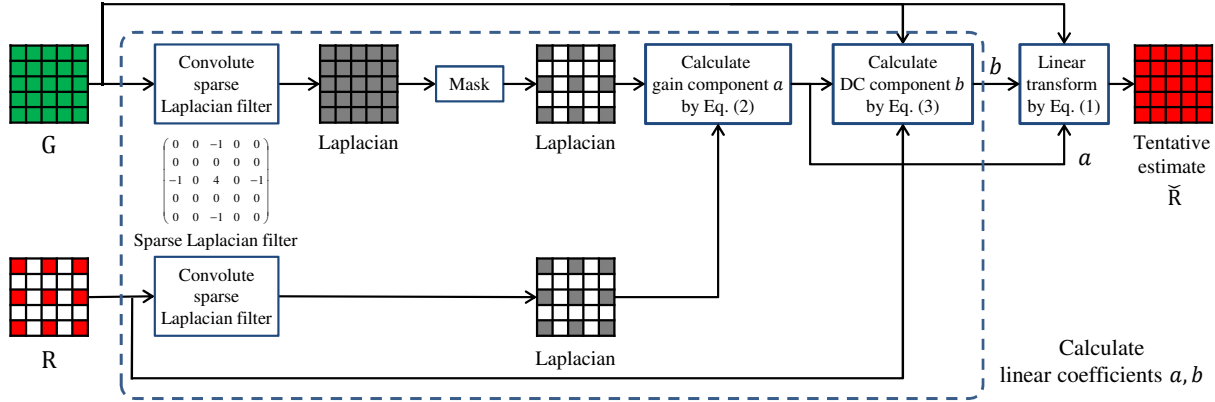 G
Convolute
sparse
Laplacian filter
Laplacian
Mask
Laplacian
Calculate
gain component a
by Eq. (2)
Calculate
DC component b
by Eq. (3)
b
Linear
transform
by Eq. (1)
a
Tentative
estimate
Ř
0 0 −1 0 0
0 0 0 0 0
−1 0 4 0 −1
0 0 0 0 0
0 0 −1 0 0
Sparse Laplacian filter
R
Convolute
sparse
Laplacian filter
Laplacian
Calculate
linear coefficients a, b